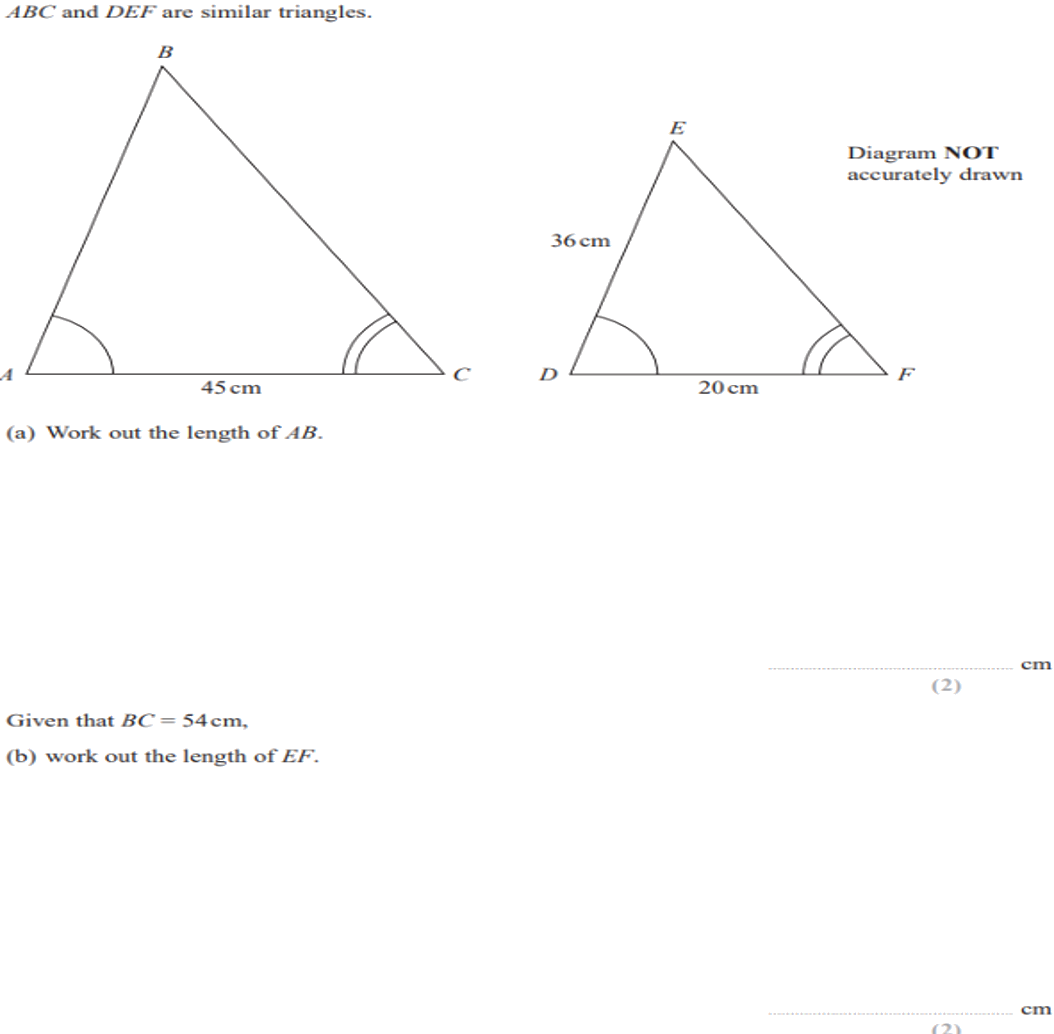 ABC and DEF are similar triangles.
B
E
Diagram NOT
accurately drawn
36 cm
A
C
D
F
45 cm
20 cm
(a) Work out the length of AB.
cm
(2)
Given that BC = 54 cm,
(b) work out the length of EF.
cm
(2)